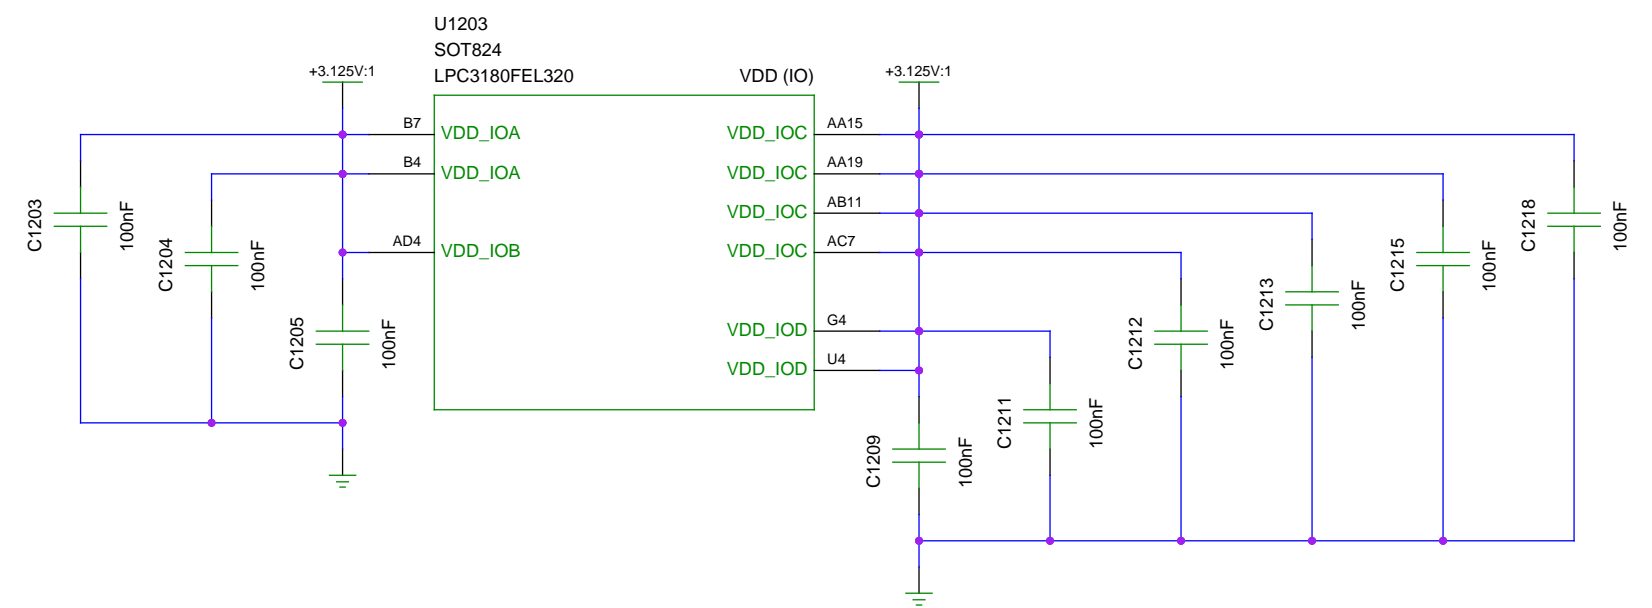 U1203
SOT824
LPC3180FEL320
VDD (IO)
+3.125V:1
+3.125V:1
B7
VDD_IOA
B4
VDD_IOA
AD4
VDD_IOB
VDD_IOC
AA15
VDD_IOC
AA19
VDD_IOC
AB11
VDD_IOC
AC7
VDD_IOD
G4
VDD_IOD
U4
C1203
100nF
C1204
100nF
C1205
100nF
C1209
100nF
C1211
100nF
C1212
100nF
C1213
100nF
C1215
100nF
C1218
100nF